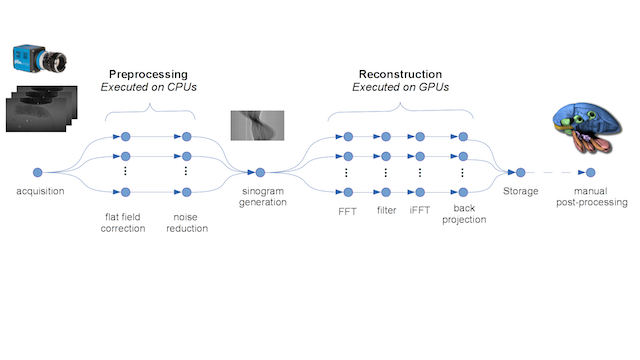 Preprocessing
Executed on CPUs
Reconstruction
Executed on GPUs
acquisition
flat field
correction
noise
reduction
sinogram
generation
FFT
filter
iFFT
back
projection
Storage
manual
post-processing